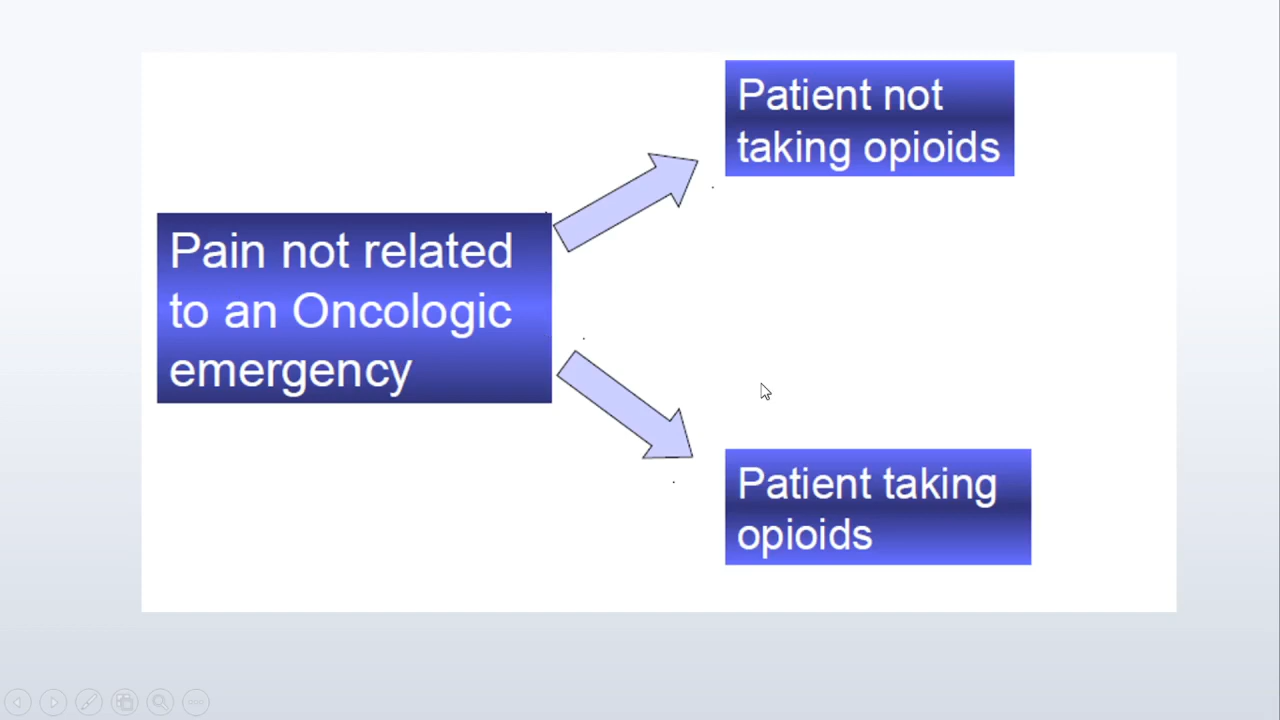 Patient not
taking opioids
Pain not related
to an Oncologic
emergency
Patient taking
opioids